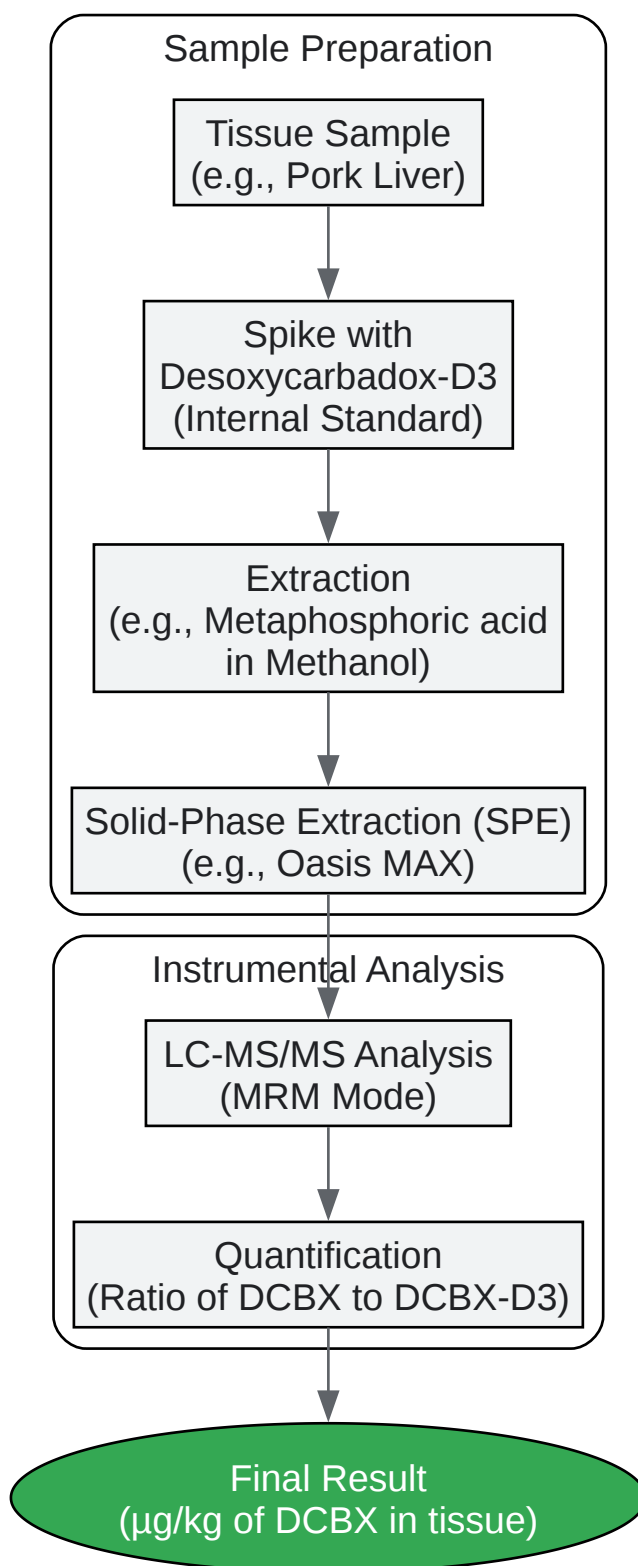 Sample Preparation
Tissue Sample
(e.g., Pork Liver)
Spike with
Desoxycarbadox-D3
(Internal Standard)
Extraction
(e.g., Metaphosphoric acid
in Methanol)
Solid-Phase Extraction (SPE)
(e.g., Oasis MAX)
Instrumental Analysis
LC-MS/MS Analysis
(MRM Mode)
Quantification
(Ratio of DCBX to DCBX-D3)
Final Result
(µg/kg of DCBX in tissue)